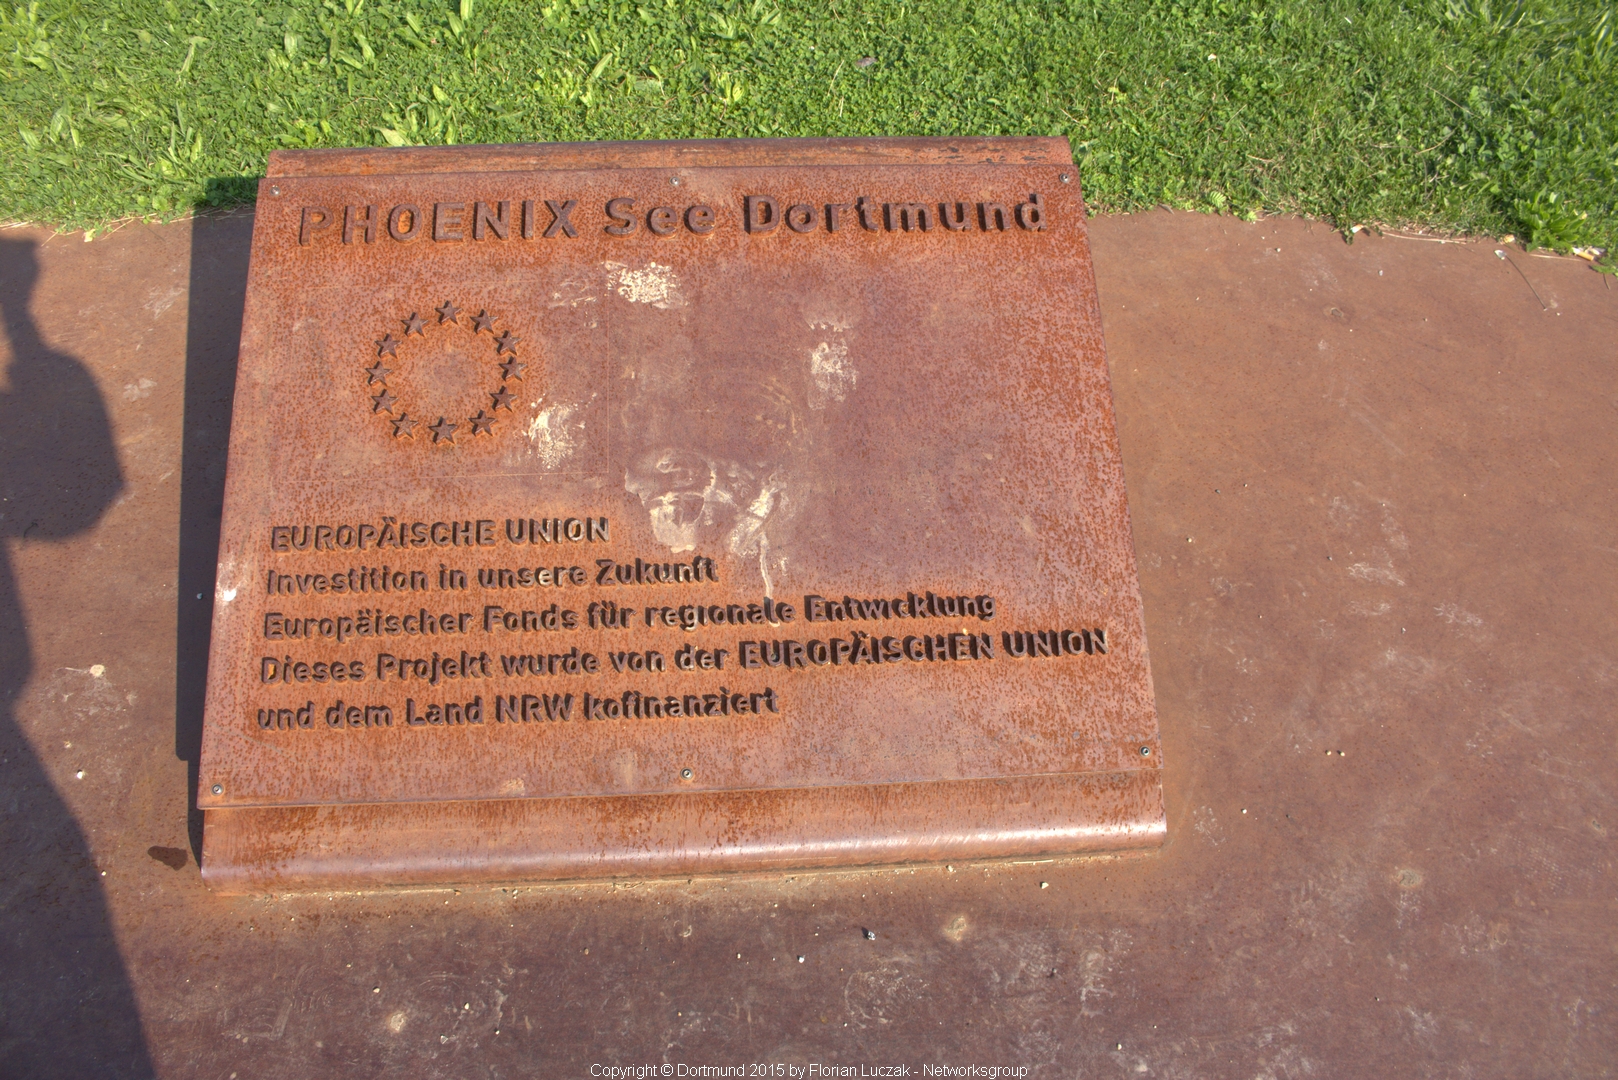 PHOENIX See Dortmund
EUROPÄISCHE UNION
Investition in unsere Zukunft
Europäischer Fonds für regionale Entwicklung
Dieses Projekt wurde von der EUROPÄISCHEN UNION
und dem Land NRW kofinanziert
Copyright © Dortmund 2015 by Florian Luczak - Networksgroup